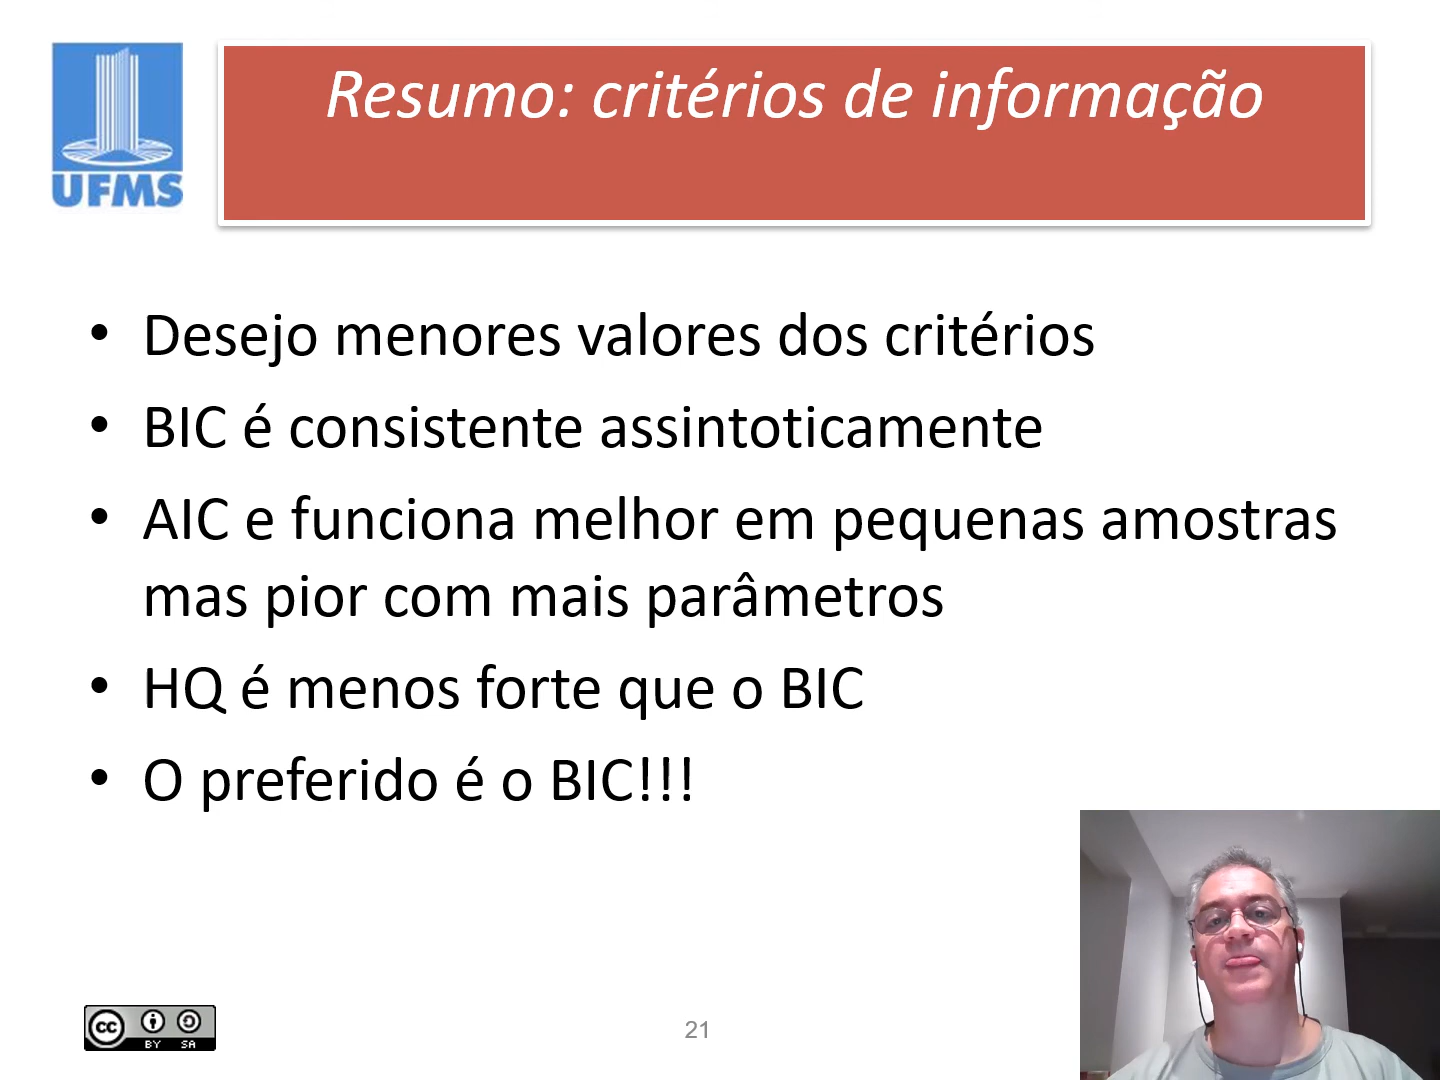 UFMS
Resumo: critérios de informação
• Desejo menores valores dos critérios
• BIC é consistente assintoticamente
• AIC e funciona melhor em pequenas amostras
mas pior com mais parâmetros
• HQ é menos forte que o BIC
• O preferido é o BIC!!!
cc BY SA
21